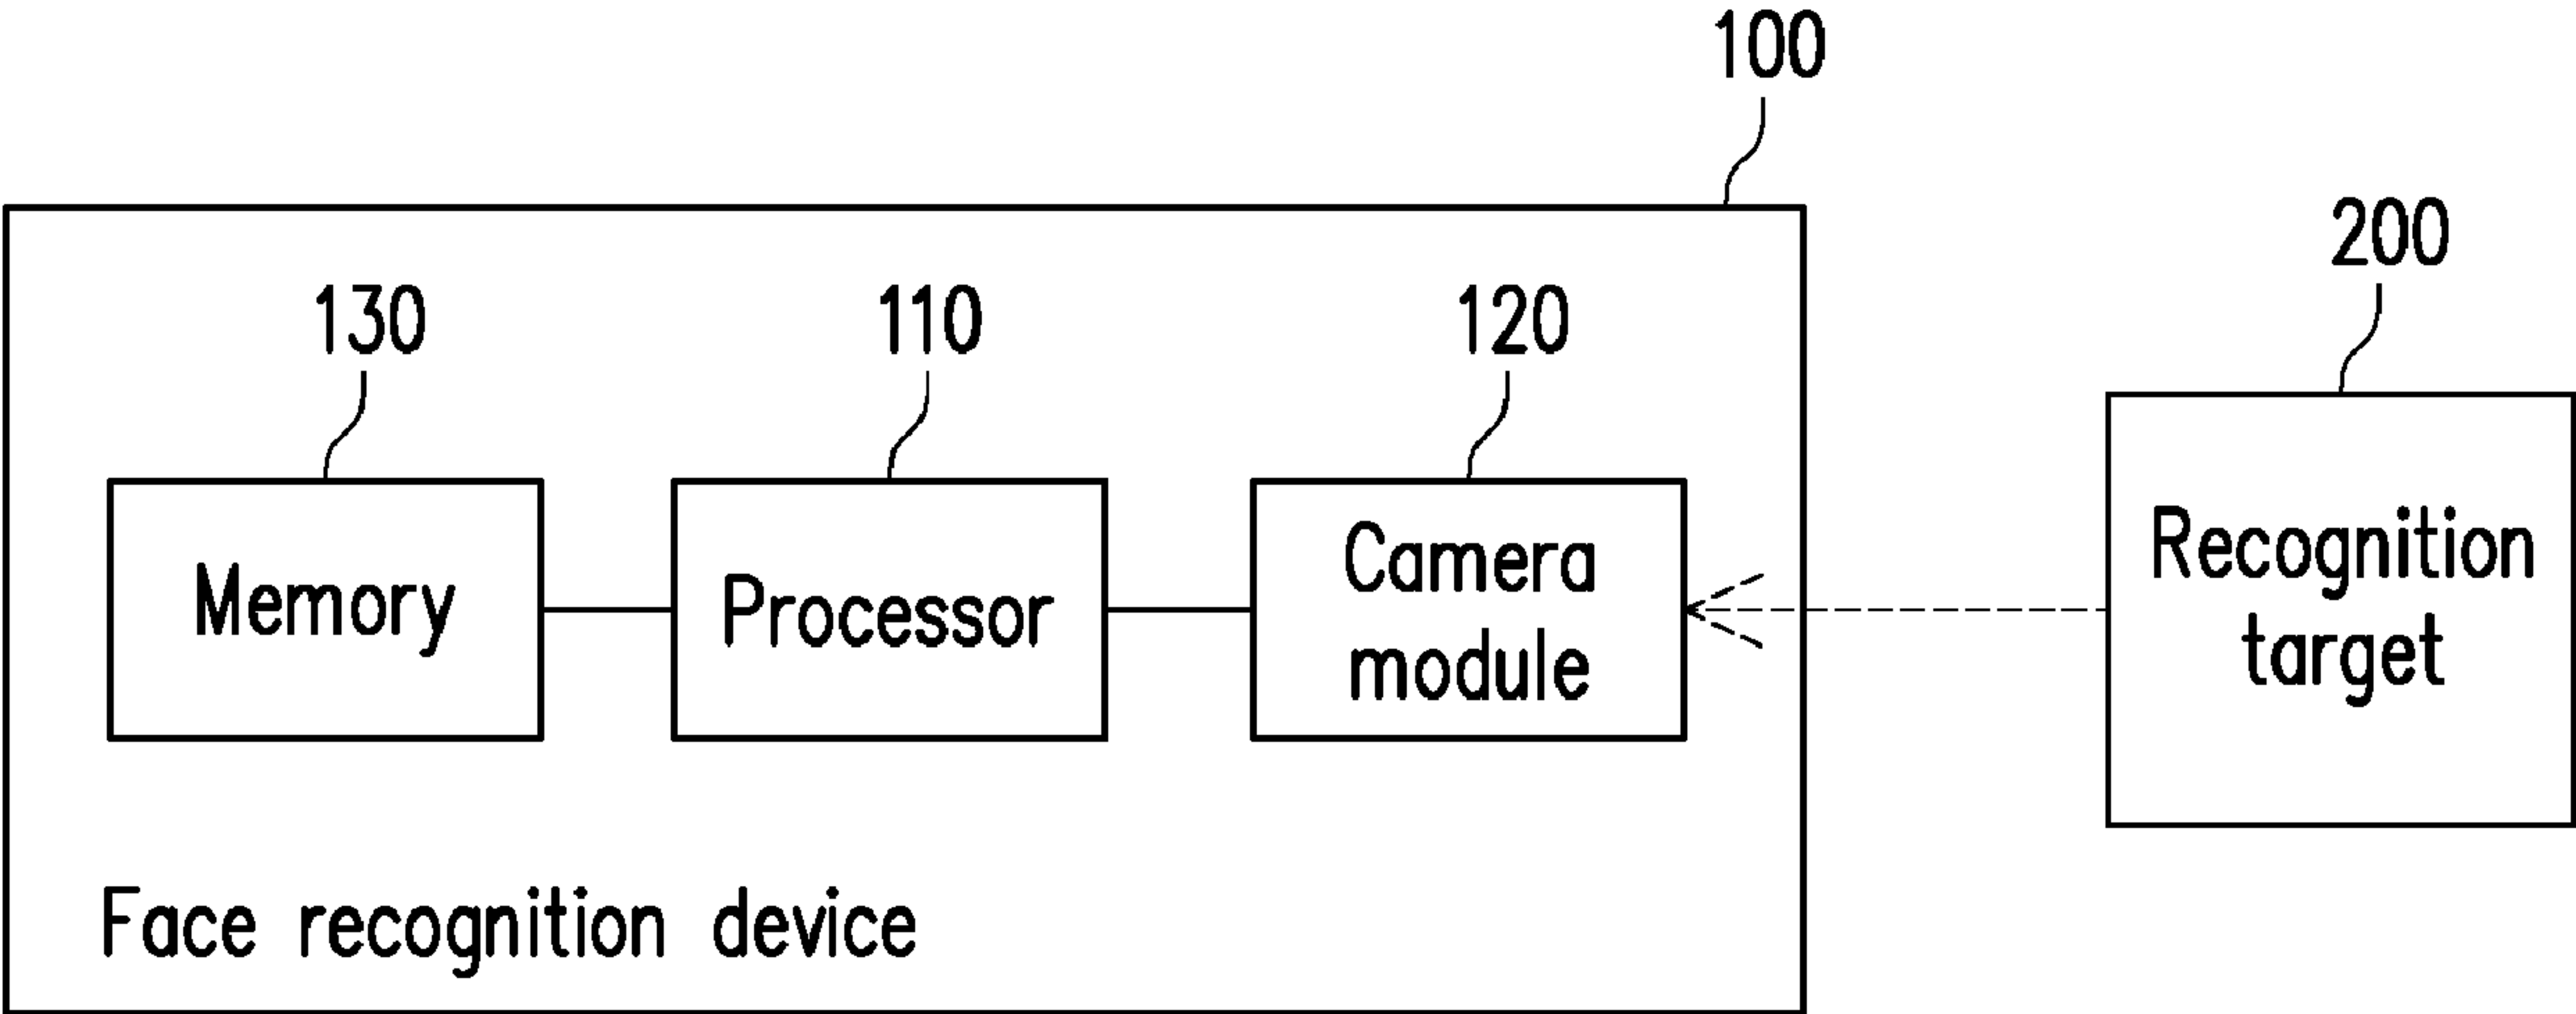 100
200
130
110
120
Memory
Processor
Camera
module
Recognition
target
Face recognition device